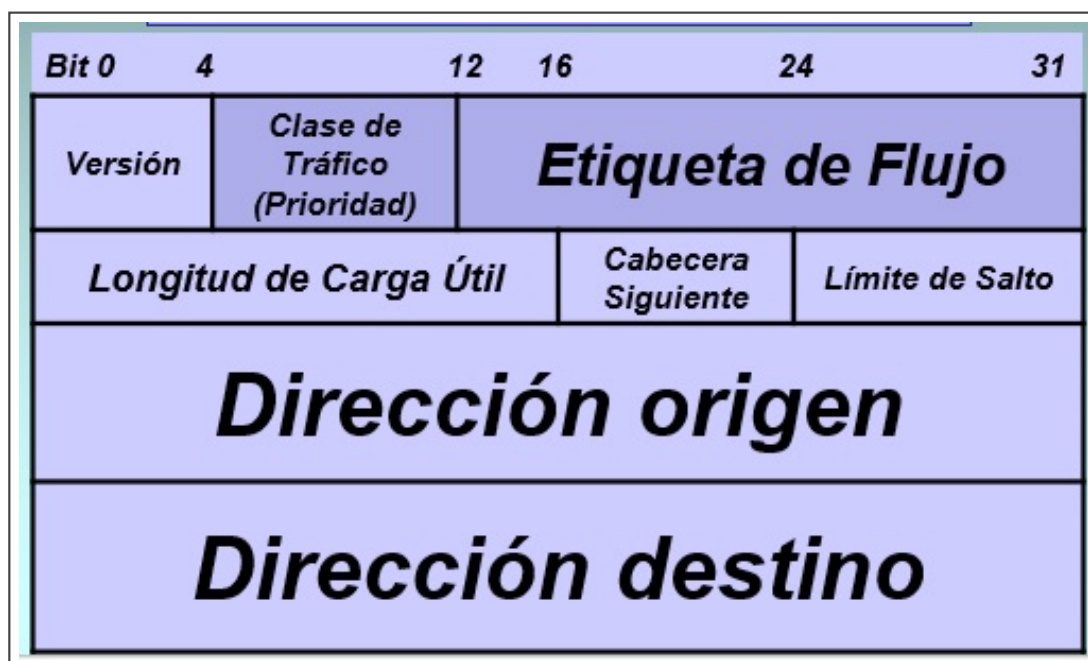 Bit 0 4 12 16 24 31
Versión
Clase de
Tráfico
(Prioridad)
Etiqueta de Flujo
Longitud de Carga Útil
Cabecera
Siguiente
Límite de Salto
Dirección origen
Dirección destino